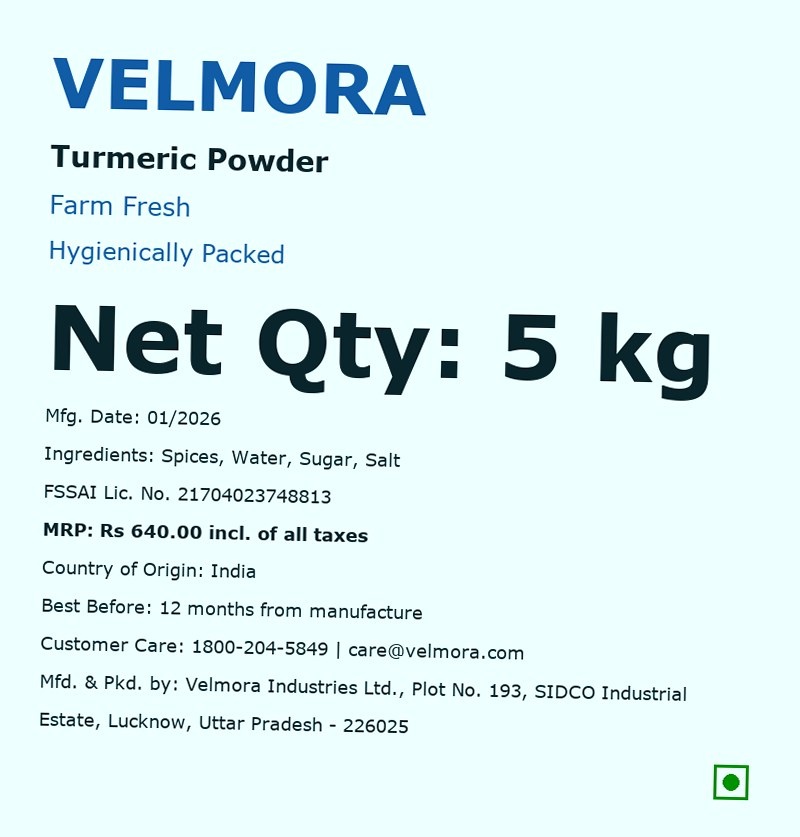 VELMORA
Turmeric Powder
Farm Fresh
Hygienically Packed
Net Qty: 5 kg
Mfg. Date: 01/2026
Ingredients: Spices, Water, Sugar, Salt
FSSAI Lic. No. 21704023748813
MRP: Rs 640.00 incl. of all taxes
Country of Origin: India
Best Before: 12 months from manufacture
Customer Care: 1800-204-5849 | care@velmora.com
Mfd. & Pkd. by: Velmora Industries Ltd., Plot No. 193, SIDCO Industrial
Estate, Lucknow, Uttar Pradesh - 226025